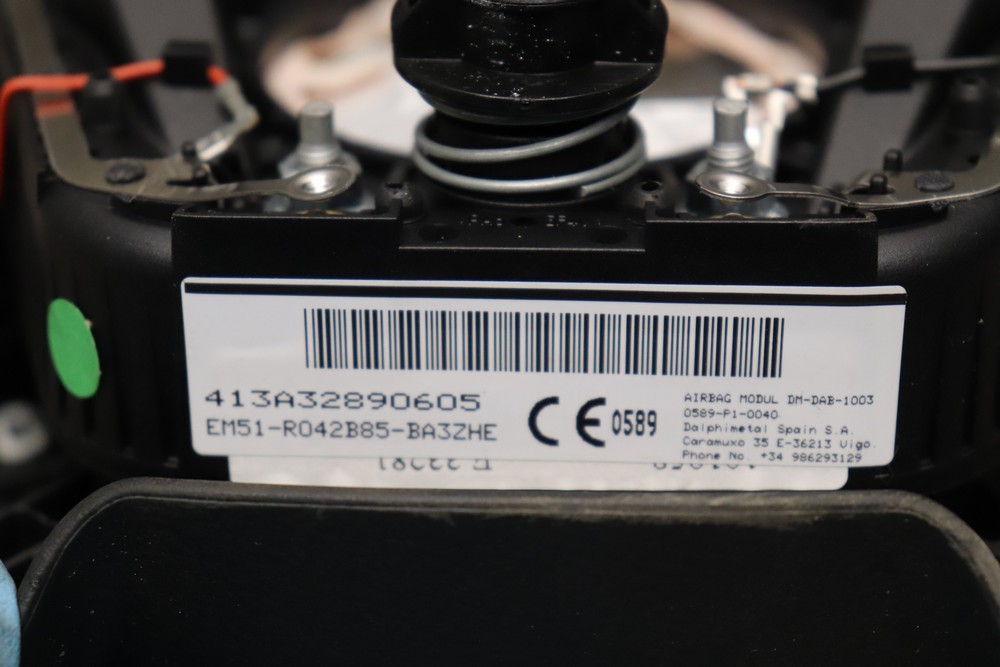 413A32890605
EM51-R042B85-BA3ZHE
CE 0589
AIRBAG MODUL DM-DAB-1003
0589-P1-0040
Dalphimetal Spain S.A.
Caramuxo 35 E-36213 Vigo.
Phone No. +34 986293129